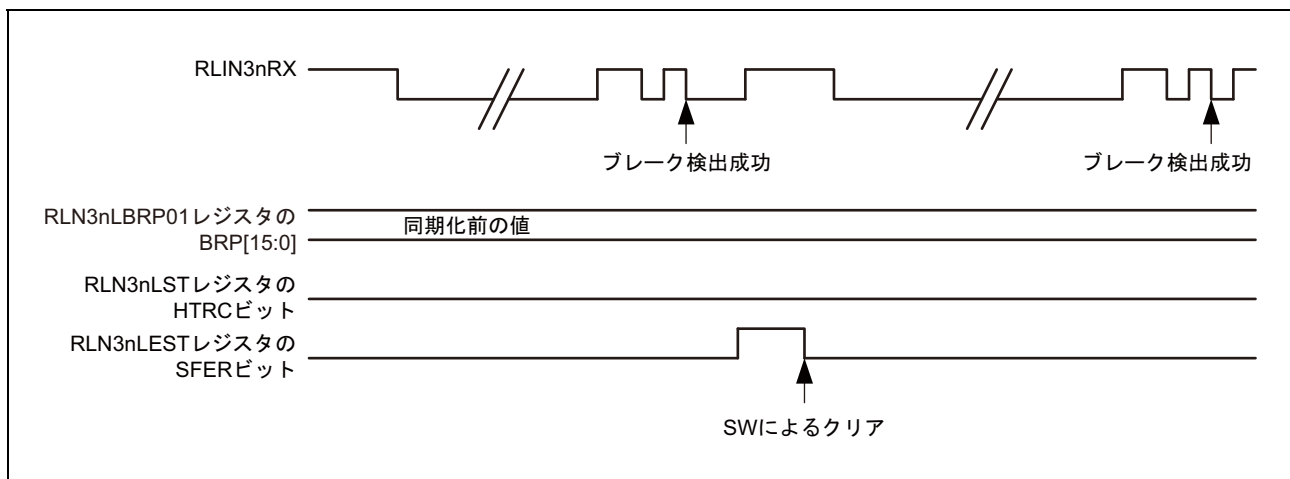 RLIN3nRX
ブレーク検出成功
ブレーク検出成功
RLN3nLBRP01レジスタの
BRP[15:0]
同期化前の値
RLN3nLSTレジスタの
HTRCビット
RLN3nLESTレジスタの
SFERビット
SWによるクリア